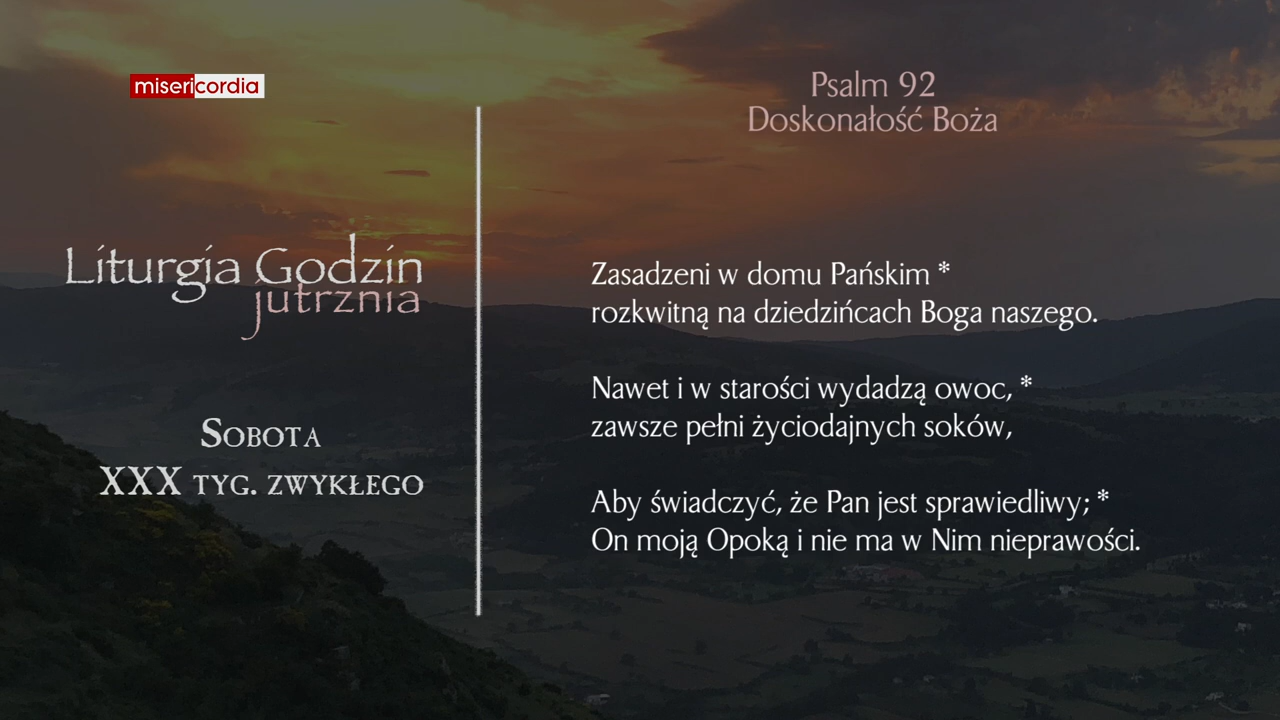 misericordia
Liturgia Godzin
jutrznia
Sobota
XXX tyg. zwykłego
Psalm 92
Doskonałość Boża
Zasadzeni w domu Pańskim *
rozkwitną na dziedzińcach Boga naszego.
Nawet i w starości wydadzą owoc, *
zawsze pełni życiodajnych soków,
Aby świadczyć, że Pan jest sprawiedliwy; *
On moją Opoką i nie ma w Nim nieprawości.